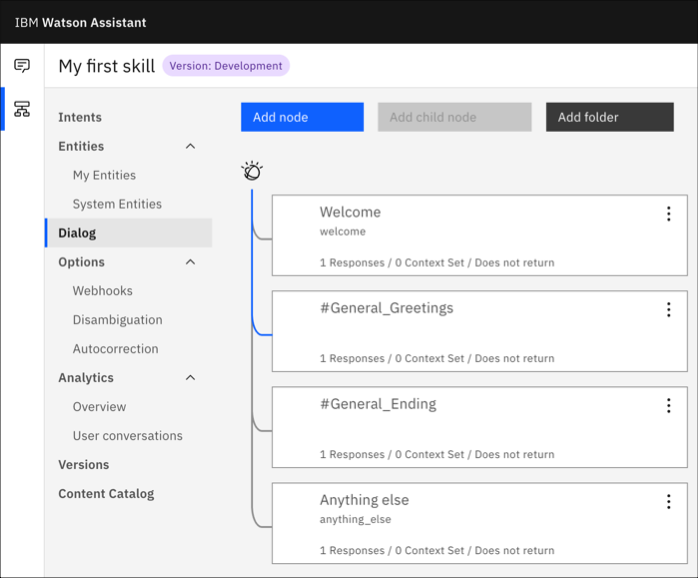 IBM Watson Assistant
My first skill
Version: Development
Intents
Entities
My Entities
System Entities
Dialog
Options
Webhooks
Disambiguation
Autocorrection
Analytics
Overview
User conversations
Versions
Content Catalog
Add node
Add child node
Add folder
Welcome
welcome
1 Responses / 0 Context Set / Does not return
#General_Greetings
1 Responses / 0 Context Set / Does not return
#General_Ending
1 Responses / 0 Context Set / Does not return
Anything else
anything_else
1 Responses / 0 Context Set / Does not return